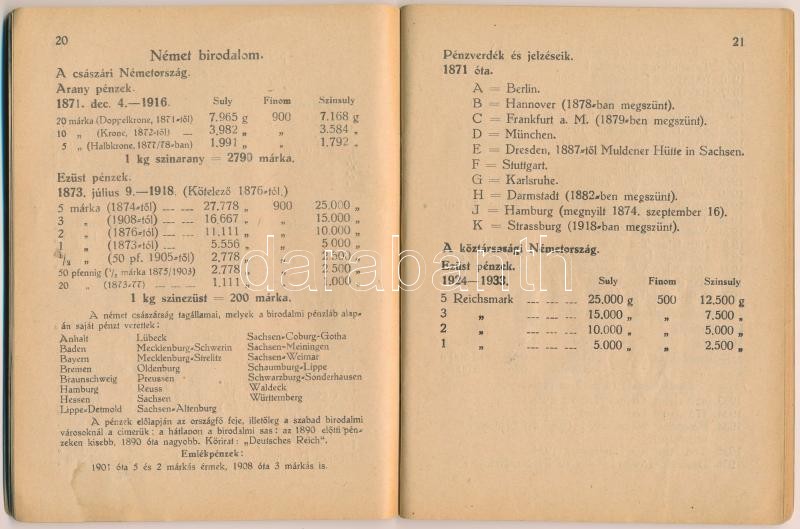 20
Német birodalom.
A császári Németország.
Arany pénzek.
1871. dec. 4.—1916. Suly Finom Szinsuly
20 márka (Doppelkrone, 1871-től) 7.965 g 900 7.168 g
10 „ (Krone, 1872-től) — 3,982 „ „ 3.584 „
5 „ (Halbkrone, 1877/78-ban) 1.991 „ „ 1.792 „
1 kg szinarany = 2790 márka.
Ezüst pénzek.
1873. július 9.—1918. (Kötelező 1876-tól.)
5 márka (1874-től) — — 27,778 „ 900 25.000 „
3 „ (1908-tól) — — 16,667 „ „ 15.000 „
2 „ (1876-tól) — — 11,111 „ „ 10.000 „
1 „ (1873-tól) — — 5.556 „ „ 5 000 „
½ „ (50 pf. 1905-től) 2,778 „ „ 2.500 „
50 pfennig (½ márka 1875/1903) 2.778 „ „ 2 500 „
20 „ (1873-77) — — 1,111 „ „ 1,000 „
1 kg szinezüst = 200 márka.
A német császárság tagállamai, melyek a birodalmi pénzláb alap-
án saját pénzt verettek:
Anhalt Lübeck Sachsen-Coburg-Gotha
Baden Mecklenburg-Schwerin Sachsen-Meiningen
Bayern Mecklenburg-Strelitz Sachsen-Weimar
Bremen Oldenburg Schaumburg-Lippe
Braunschweig Preussen Schwarzburg-Sonderhausen
Hamburg Reuss Waldeck
Hessen Sachsen Württemberg
Lippe-Detmold Sachsen-Altenburg
A pénzek előlapján az országfő feje, illetőleg a szabad birodalmi
városoknál a cimerük: a hátlapon a birodalmi sas: az 1890 előtti pén-
zeken kisebb, 1890 óta nagyobb. Körirat: „Deutsches Reich".
Emlékpénzek:
1901 óta 5 és 2 márkás érmek, 1908 óta 3 márkás is.
21
Pénzverdék és jelzéseik.
1871 óta.
A = Berlin.
B = Hannover (1878-ban megszünt).
C = Frankfurt a. M. (1879-ben megszünt).
D = München.
E = Dresden, 1887-től Muldener Hütte in Sachsen.
F = Stuttgart.
G = Karlsruhe.
H = Darmstadt (1882-ben megszünt).
J = Hamburg (megnyilt 1874. szeptember 16).
K = Strassburg (1918-ban megszünt).
A köztársasági Németország.
Ezüst pénzek.
1924—1933. Suly Finom Szinsuly
5 Reichsmark — — — 25.000 g 500 12.500 g
3 „ — — — 15,000 „ „ 7,500 „
2 „ — — — 10.000 „ „ 5,000 „
1 „ — — — 5.000 „ „ 2,500 „
darabanth